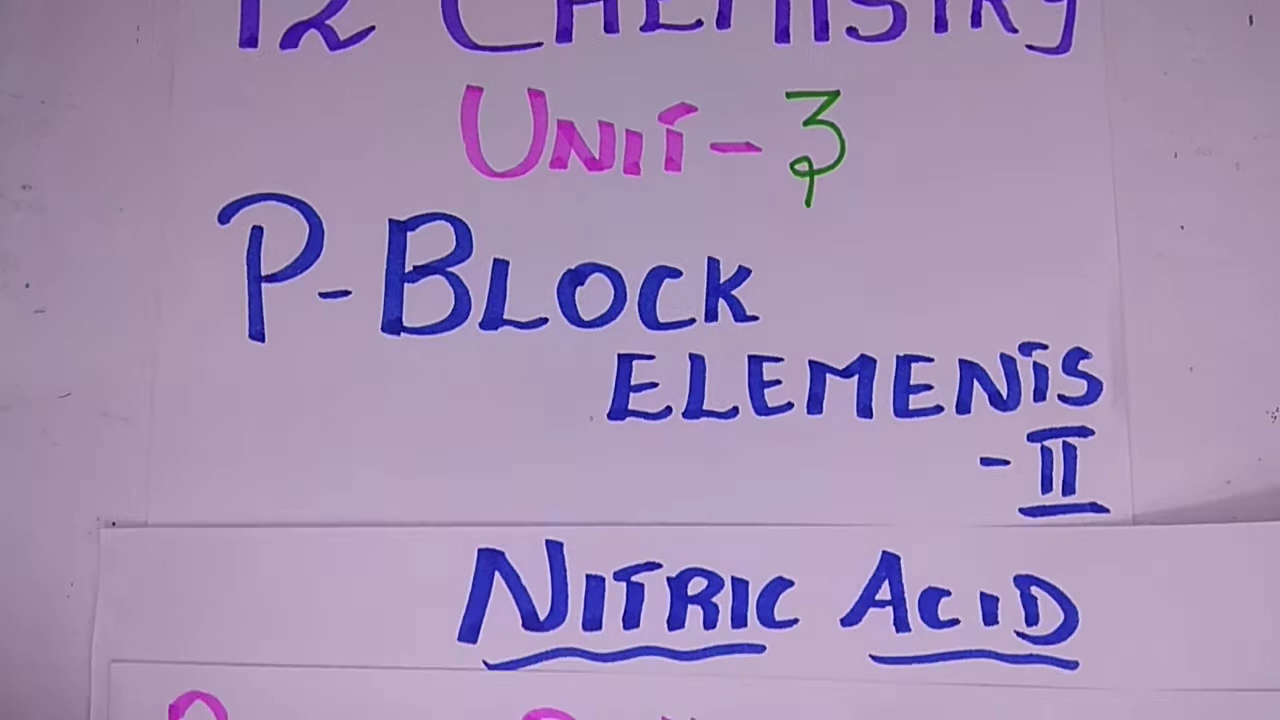 12 CHEMISTRY
UNIT - 3
P-BLOCK
ELEMENTS
- II
NITRIC ACID